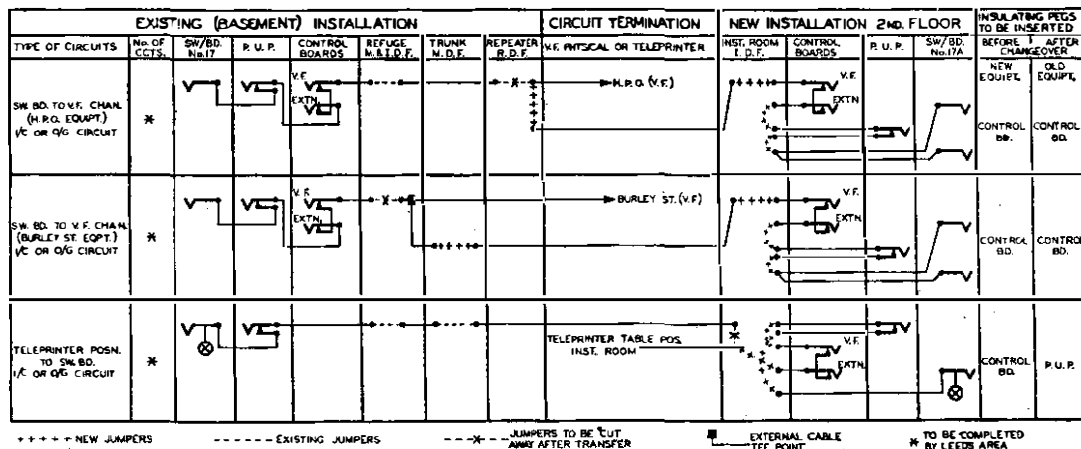 EXISTING (BASEMENT) INSTALLATION
CIRCUIT TERMINATION
NEW INSTALLATION 2ND. FLOOR
INSULATING PEGS TO BE INSERTED
TYPE OF CIRCUITS
No. OF CCTS.
SW/BD. No.17
P.U.P.
CONTROL BOARDS
REFUGE M.& I.D.F.
TRUNK M.D.F.
REPEATER R.D.F.
V.F. PHYSICAL OR TELEPRINTER
INST. ROOM I.D.F.
CONTROL BOARDS
P.U.P.
SW/BD. No.17A
BEFORE AFTER
CHANGEOVER
NEW EQUIPT.
OLD EQUIPT.
SW. BD. TO V.F. CHAN.
(H.P.O. EQUIPT.)
I/C OR O/G CIRCUIT
*
V.F.
EXTN.
H.P.O. (V.F.)
V.F.
EXTN.
CONTROL BD.
CONTROL BD.
SW. BD. TO V.F. CHAN.
(BURLEY ST. EQPT.)
I/C OR O/G CIRCUIT
*
V.F.
EXTN.
BURLEY ST. (V.F.)
V.F.
EXTN.
CONTROL BD.
CONTROL BD.
TELEPRINTER POSN.
TO SW. BD.
I/C OR O/G CIRCUIT
*
TELEPRINTER TABLE POS.
INST. ROOM
V.F.
EXTN.
CONTROL BD.
P.U.P.
+++++ NEW JUMPERS
------- EXISTING JUMPERS
---x--- JUMPERS TO BE CUT AWAY AFTER TRANSFER
EXTERNAL CABLE TEE POINT
* TO BE COMPLETED BY LEEDS AREA